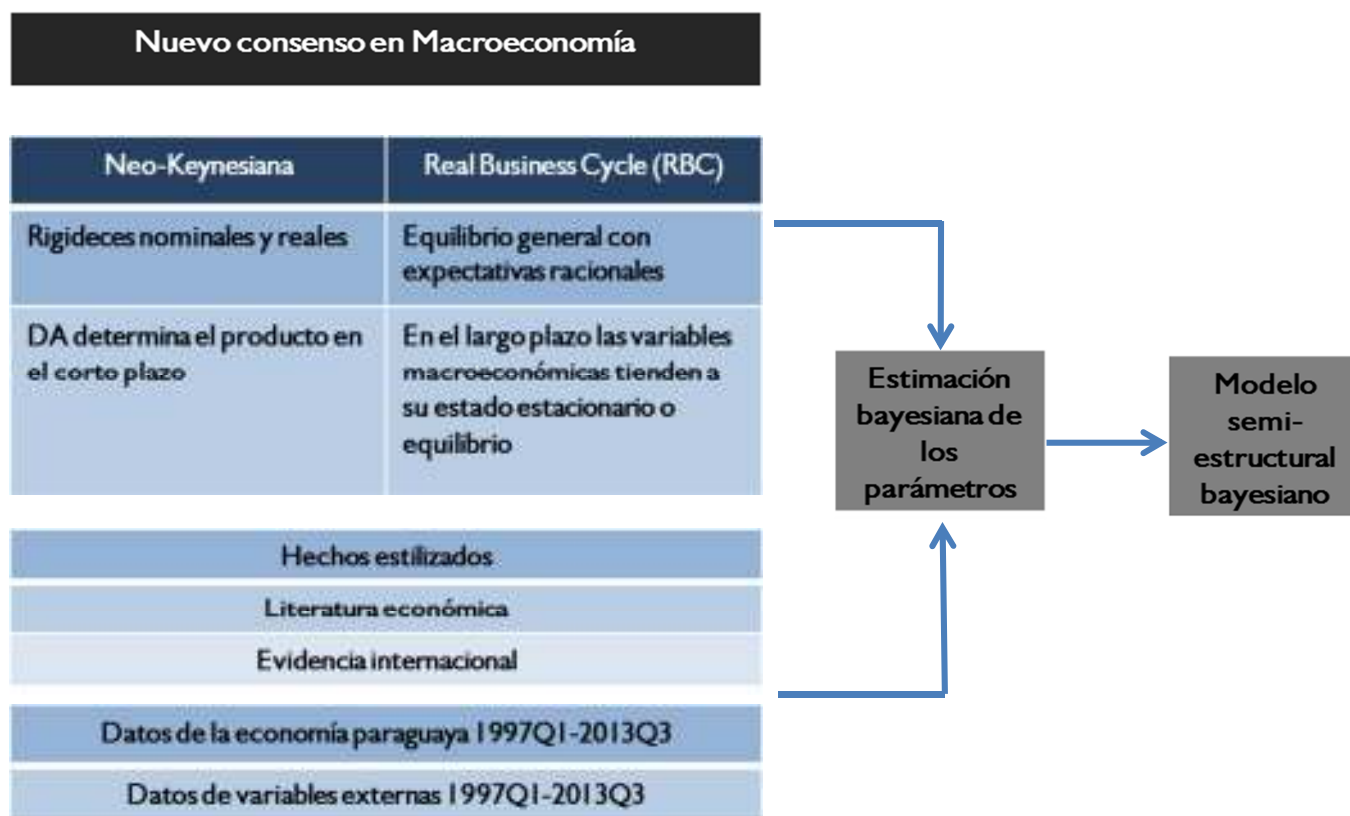 Nuevo consenso en Macroeconomía
Neo-Keynesiana
Real Business Cycle (RBC)
Rigideces nominales y reales
Equilibrio general con
expectativas racionales
DA determina el producto en
el corto plazo
En el largo plazo las variables
macroeconómicas tienden a
su estado estacionario o
equilibrio
Hechos estilizados
Literatura económica
Evidencia internacional
Datos de la economía paraguaya 1997Q1-2013Q3
Datos de variables externas 1997Q1-2013Q3
Estimación
bayesiana de
los
parámetros
Modelo
semi-
estructural
bayesiano